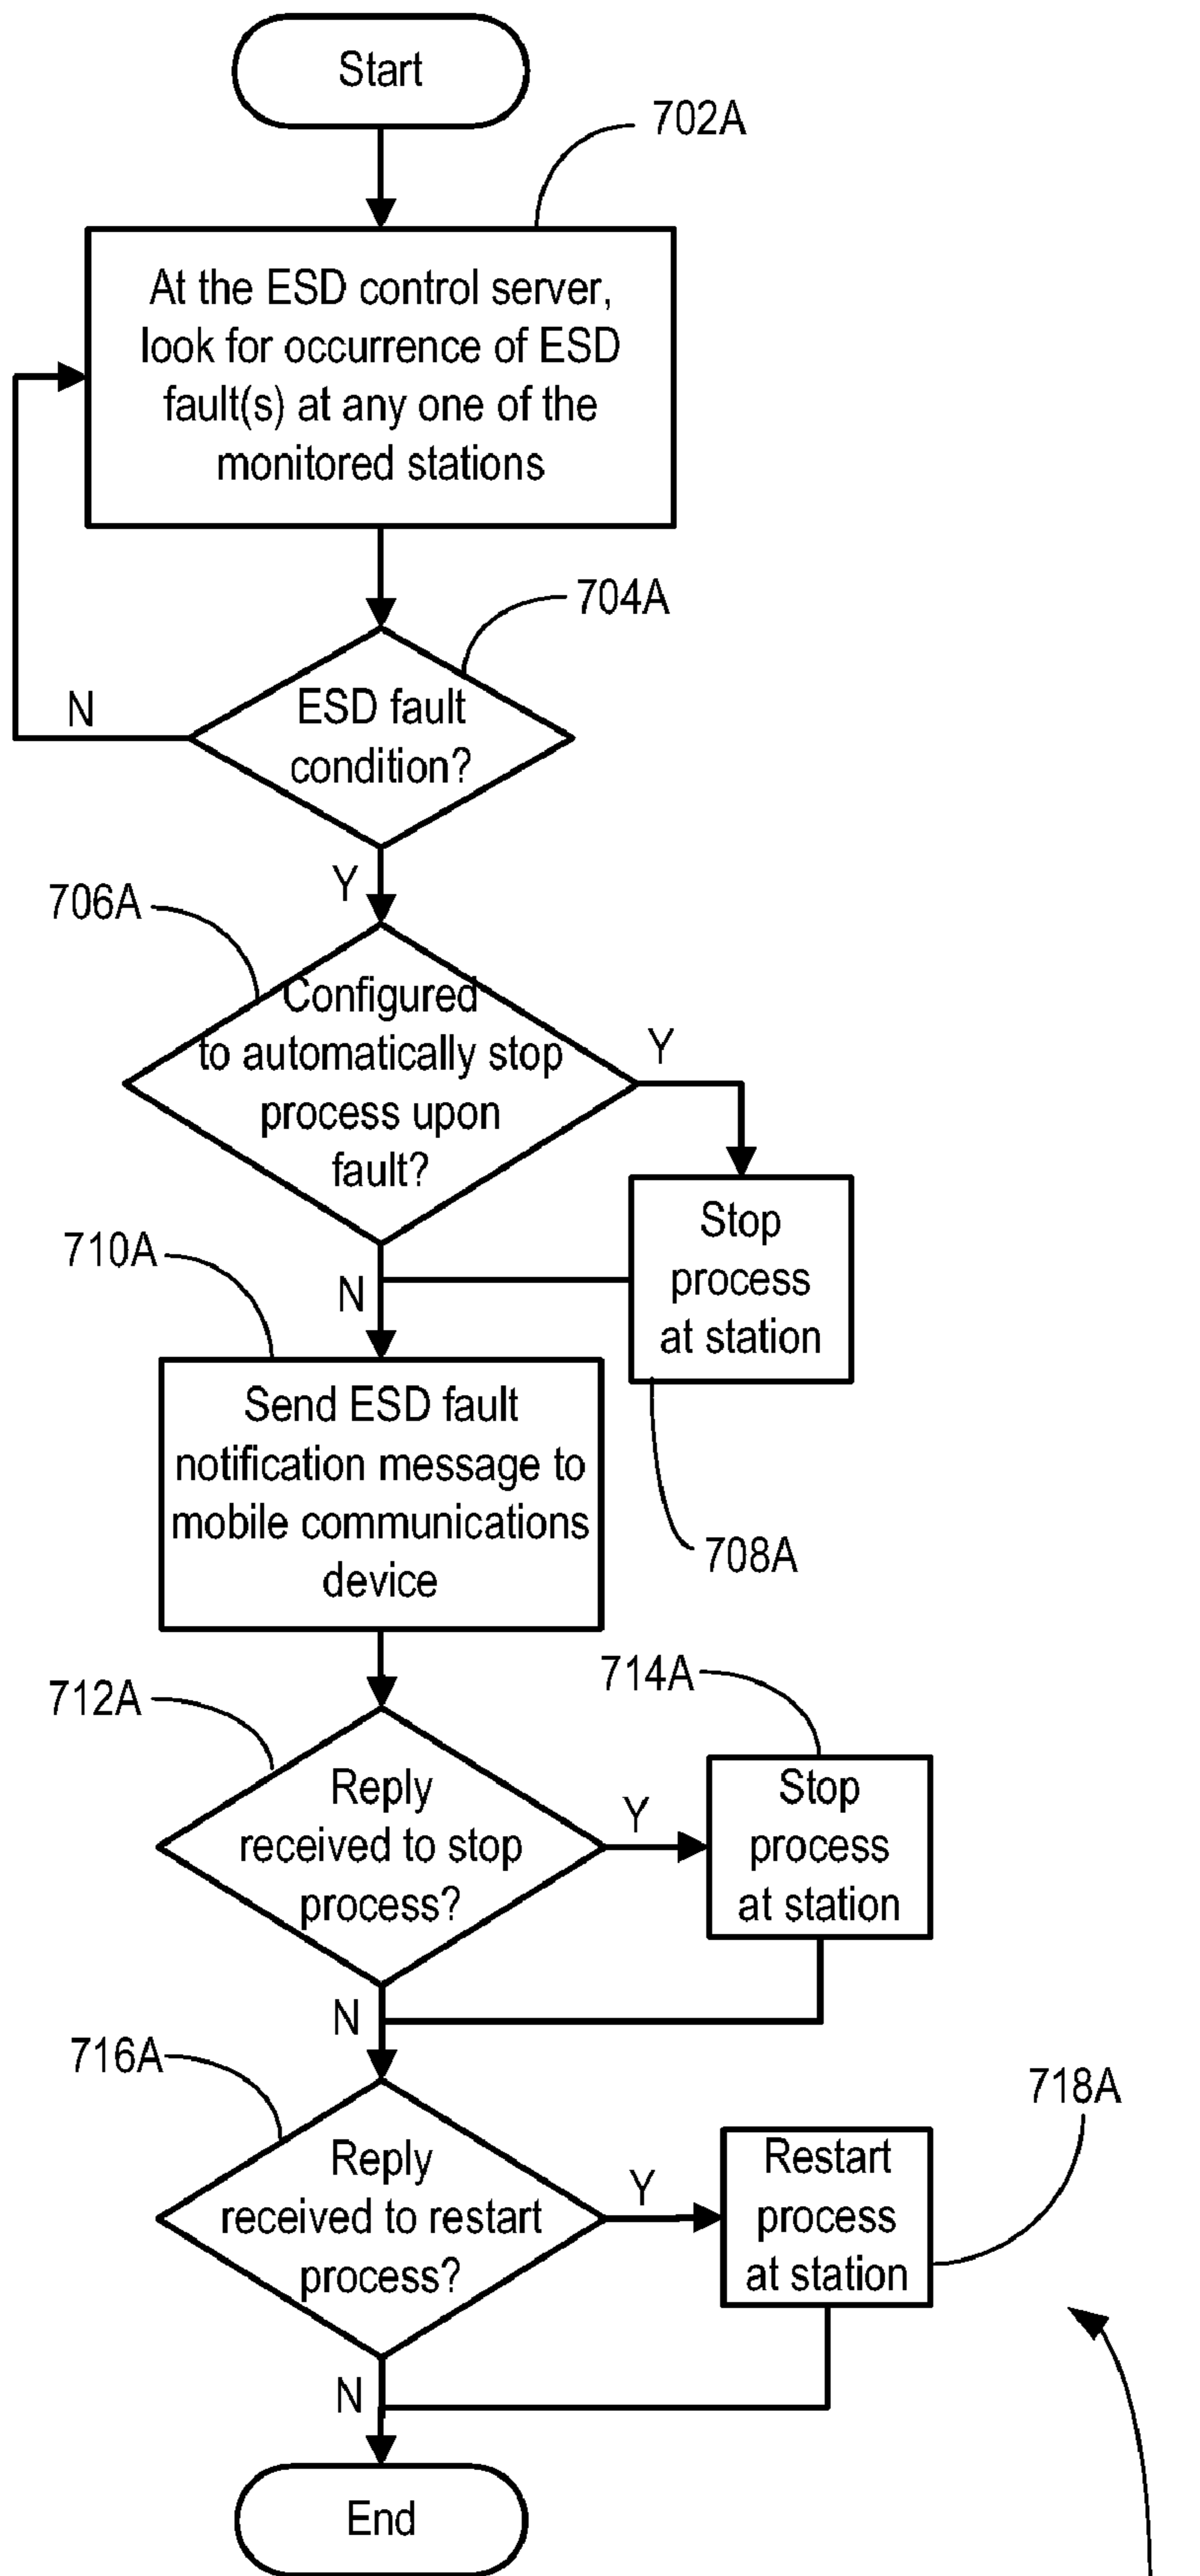 Start
702A
At the ESD control server,
look for occurrence of ESD
fault(s) at any one of the
monitored stations
704A
N
ESD fault
condition?
Y
706A
Configured
to automatically stop
process upon
fault?
Y
Stop
process
at station
710A
N
Send ESD fault
notification message to
mobile communications
device
708A
714A
712A
Reply
received to stop
process?
Y
Stop
process
at station
N
716A
718A
Reply
received to restart
process?
Y
Restart
process
at station
N
End